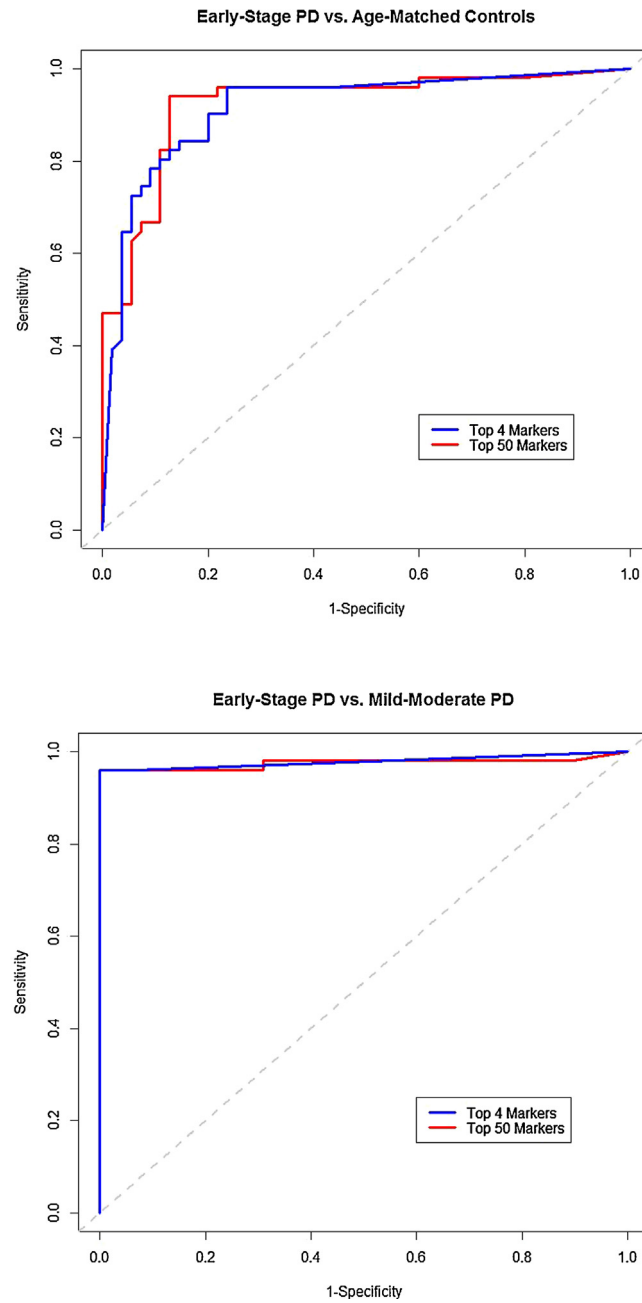 Early-Stage PD vs. Age-Matched Controls
1.0
0.8
0.6
0.4
0.2
0.0
Sensitivity
Top 4 Markers
Top 50 Markers
0.0 0.2 0.4 0.6 0.8 1.0
1-Specificity
Early-Stage PD vs. Mild-Moderate PD
1.0
0.8
0.6
0.4
0.2
0.0
Sensitivity
Top 4 Markers
Top 50 Markers
0.0 0.2 0.4 0.6 0.8 1.0
1-Specificity